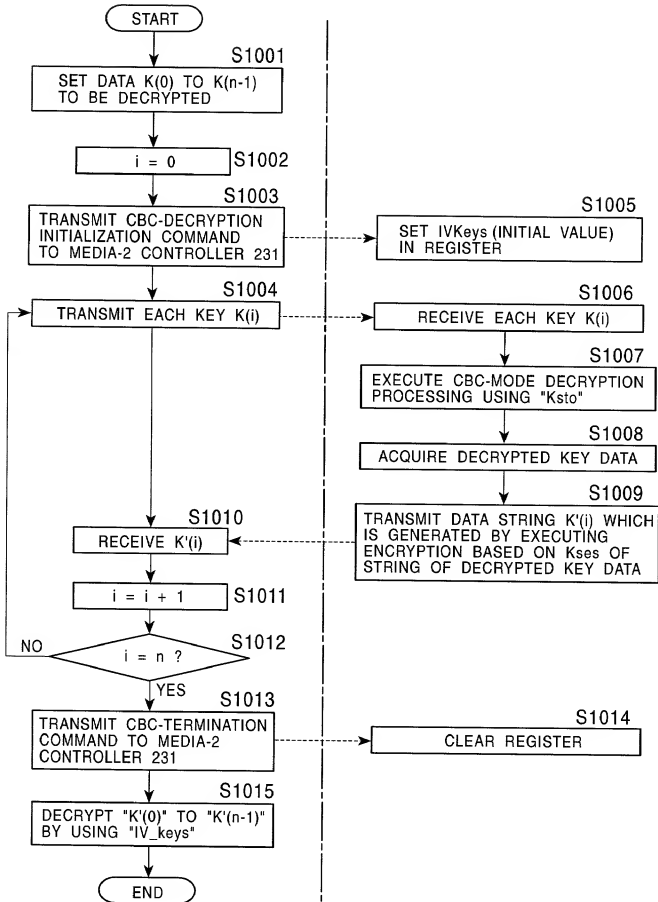 START
S1001
SET DATA K(0) TO K(n-1)
TO BE DECRYPTED
i = 0
S1002
S1003
TRANSMIT CBC-DECRYPTION
INITIALIZATION COMMAND
TO MEDIA-2 CONTROLLER 231
S1005
SET IVKeys (INITIAL VALUE)
IN REGISTER
S1004
TRANSMIT EACH KEY K(i)
S1006
RECEIVE EACH KEY K(i)
S1007
EXECUTE CBC-MODE DECRYPTION
PROCESSING USING "Ksto"
S1008
ACQUIRE DECRYPTED KEY DATA
S1009
TRANSMIT DATA STRING K'(i) WHICH
IS GENERATED BY EXECUTING
ENCRYPTION BASED ON Kses OF
STRING OF DECRYPTED KEY DATA
S1010
RECEIVE K'(i)
i = i + 1
S1011
S1012
NO
i = n ?
YES
S1013
TRANSMIT CBC-TERMINATION
COMMAND TO MEDIA-2
CONTROLLER 231
S1014
CLEAR REGISTER
S1015
DECRYPT "K'(0)" TO "K'(n-1)"
BY USING "IV_keys"
END